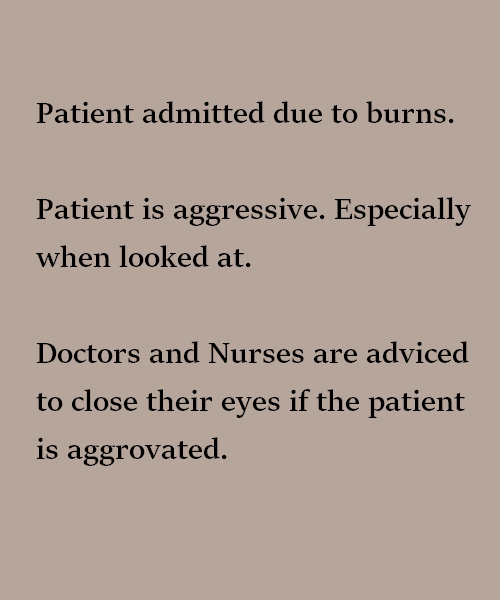 Patient admitted due to burns.
Patient is aggressive. Especially
when looked at.
Doctors and Nurses are adviced
to close their eyes if the patient
is aggrovated.